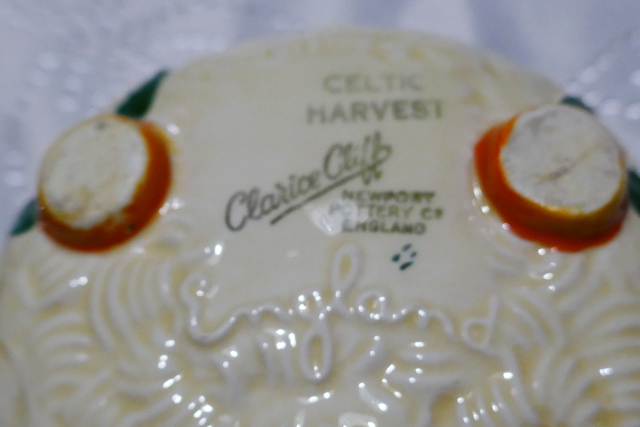 CELTIC
HARVEST
Clarice Cliff
NEWPORT
POTTERY Co
ENGLAND
England